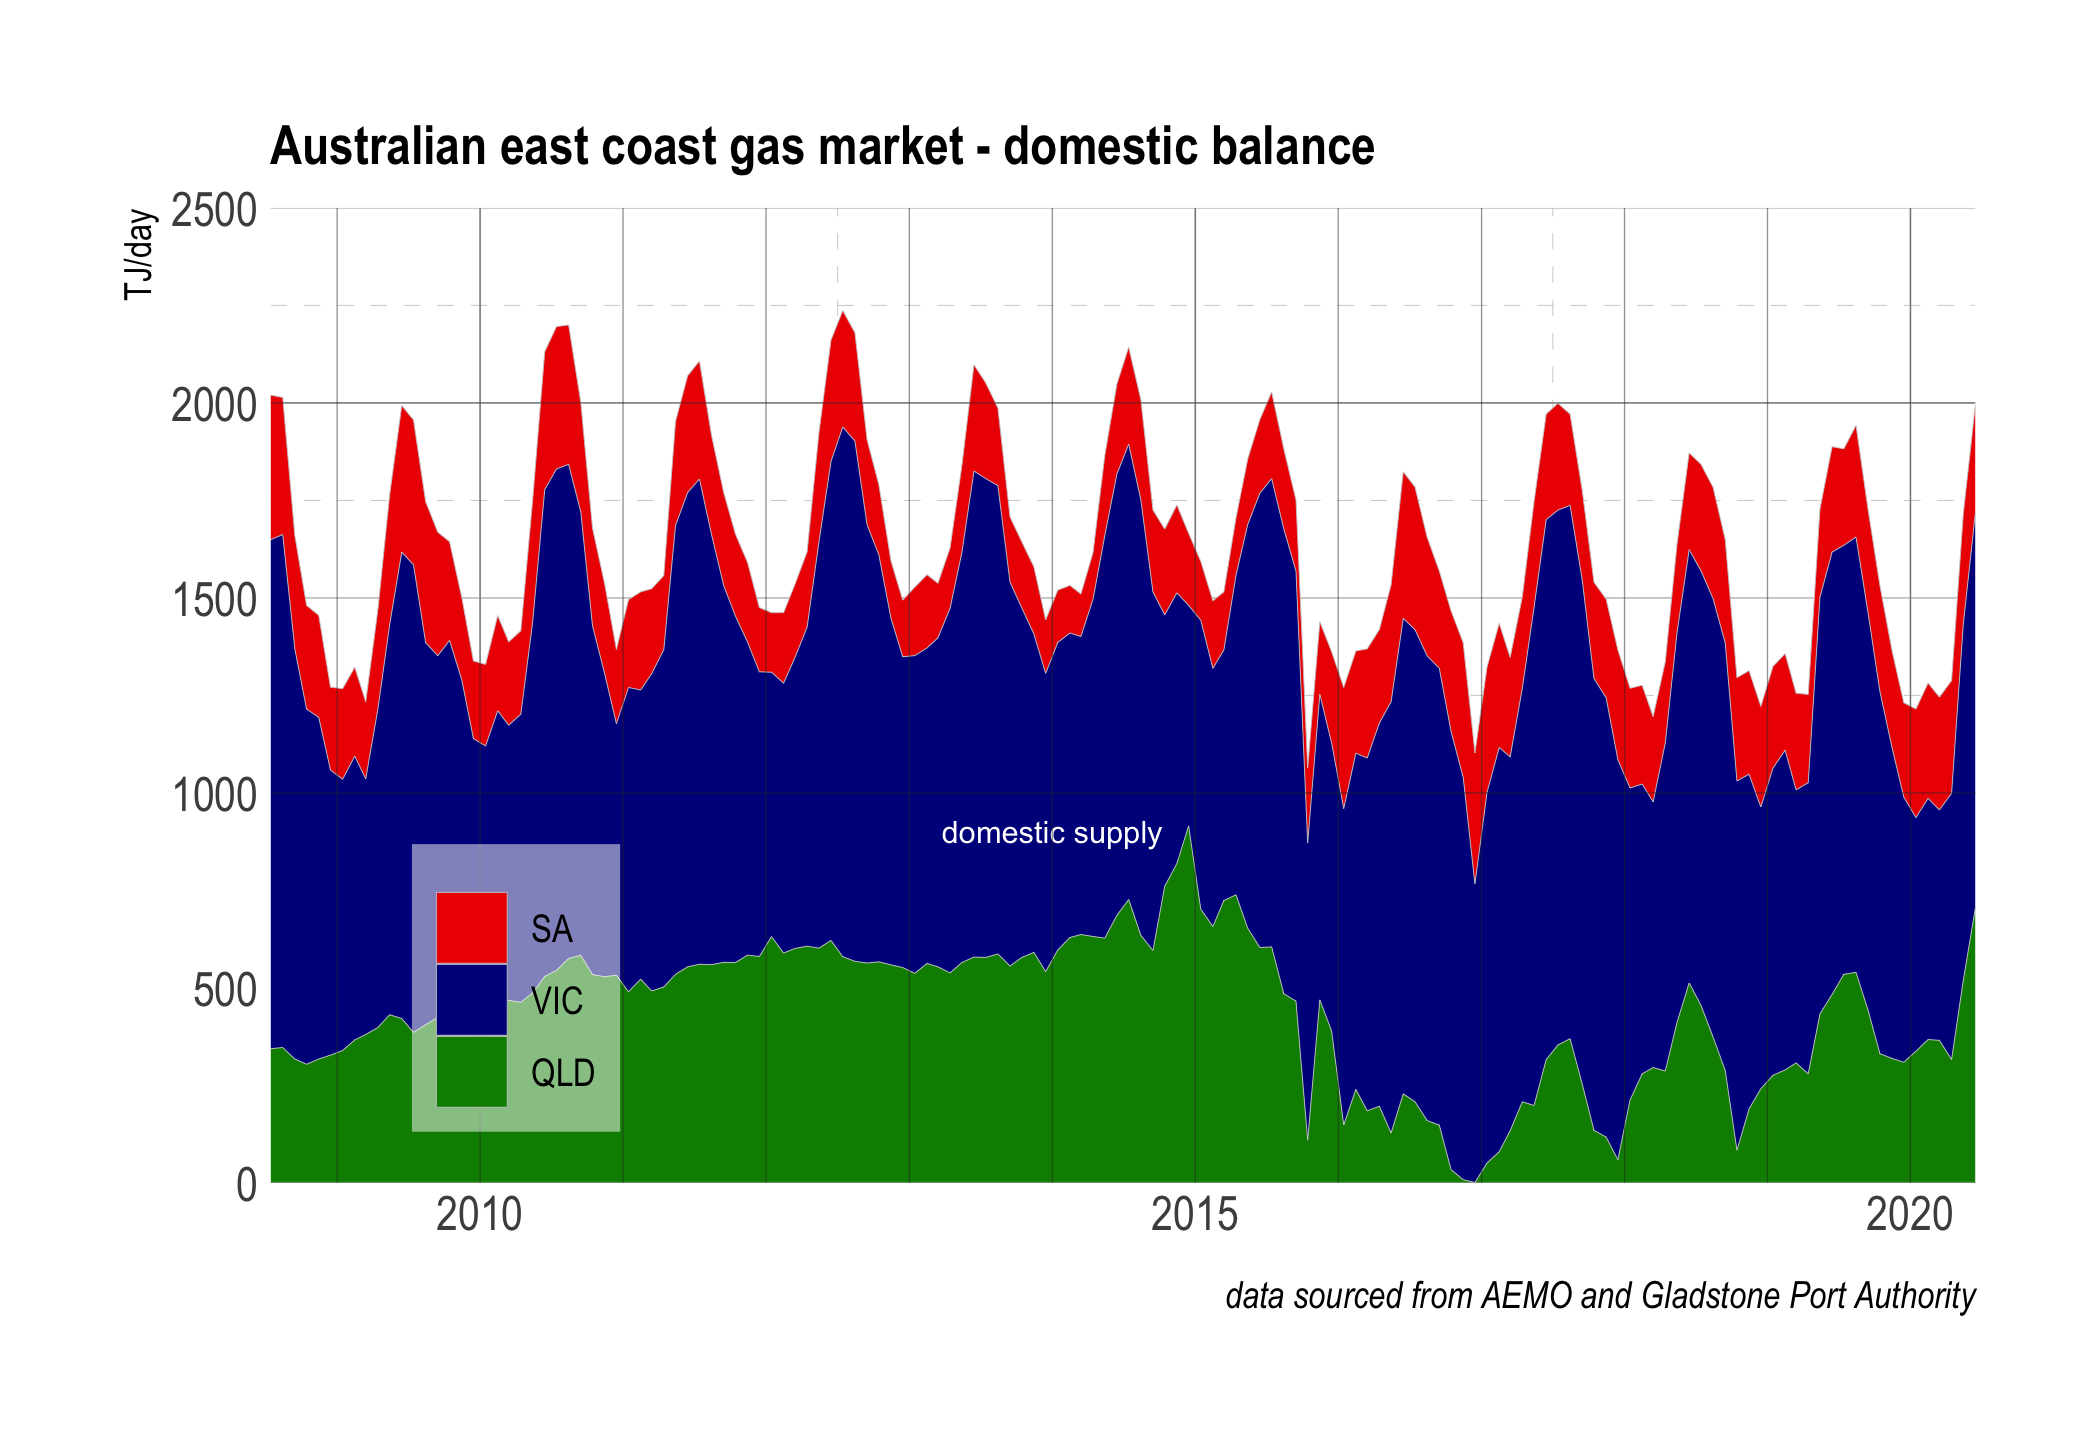 Australian east coast gas market - domestic balance
TJ/day
2500
2000
1500
1000
500
0
domestic supply
SA
VIC
QLD
2010
2015
2020
data sourced from AEMO and Gladstone Port Authority